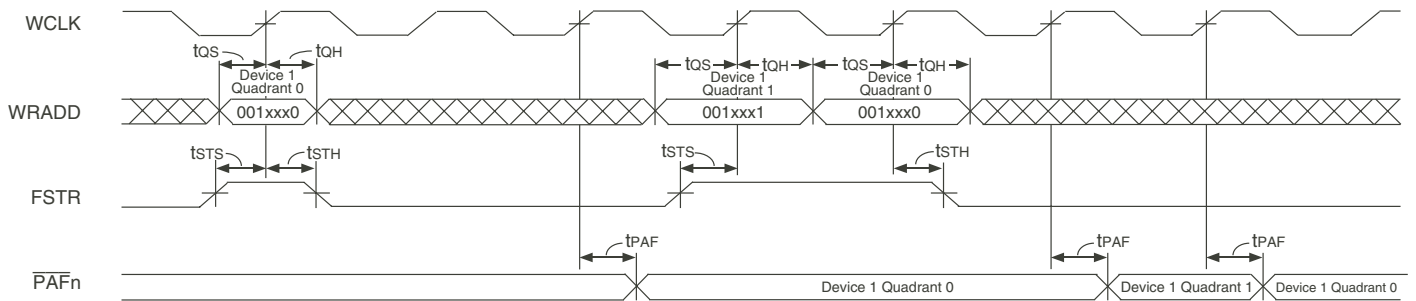 WCLK
tQS
tQH
tQS
tQH
tQS
tQH
Device 1
Quadrant 0
Device 1
Quadrant 1
Device 1
Quadrant 0
WRADD
001xxx0
001xxx1
001xxx0
tSTS
tSTH
tSTS
tSTH
FSTR
tPAF
tPAF
tPAF
PAFn
Device 1 Quadrant 0
Device 1 Quadrant 1
Device 1 Quadrant 0